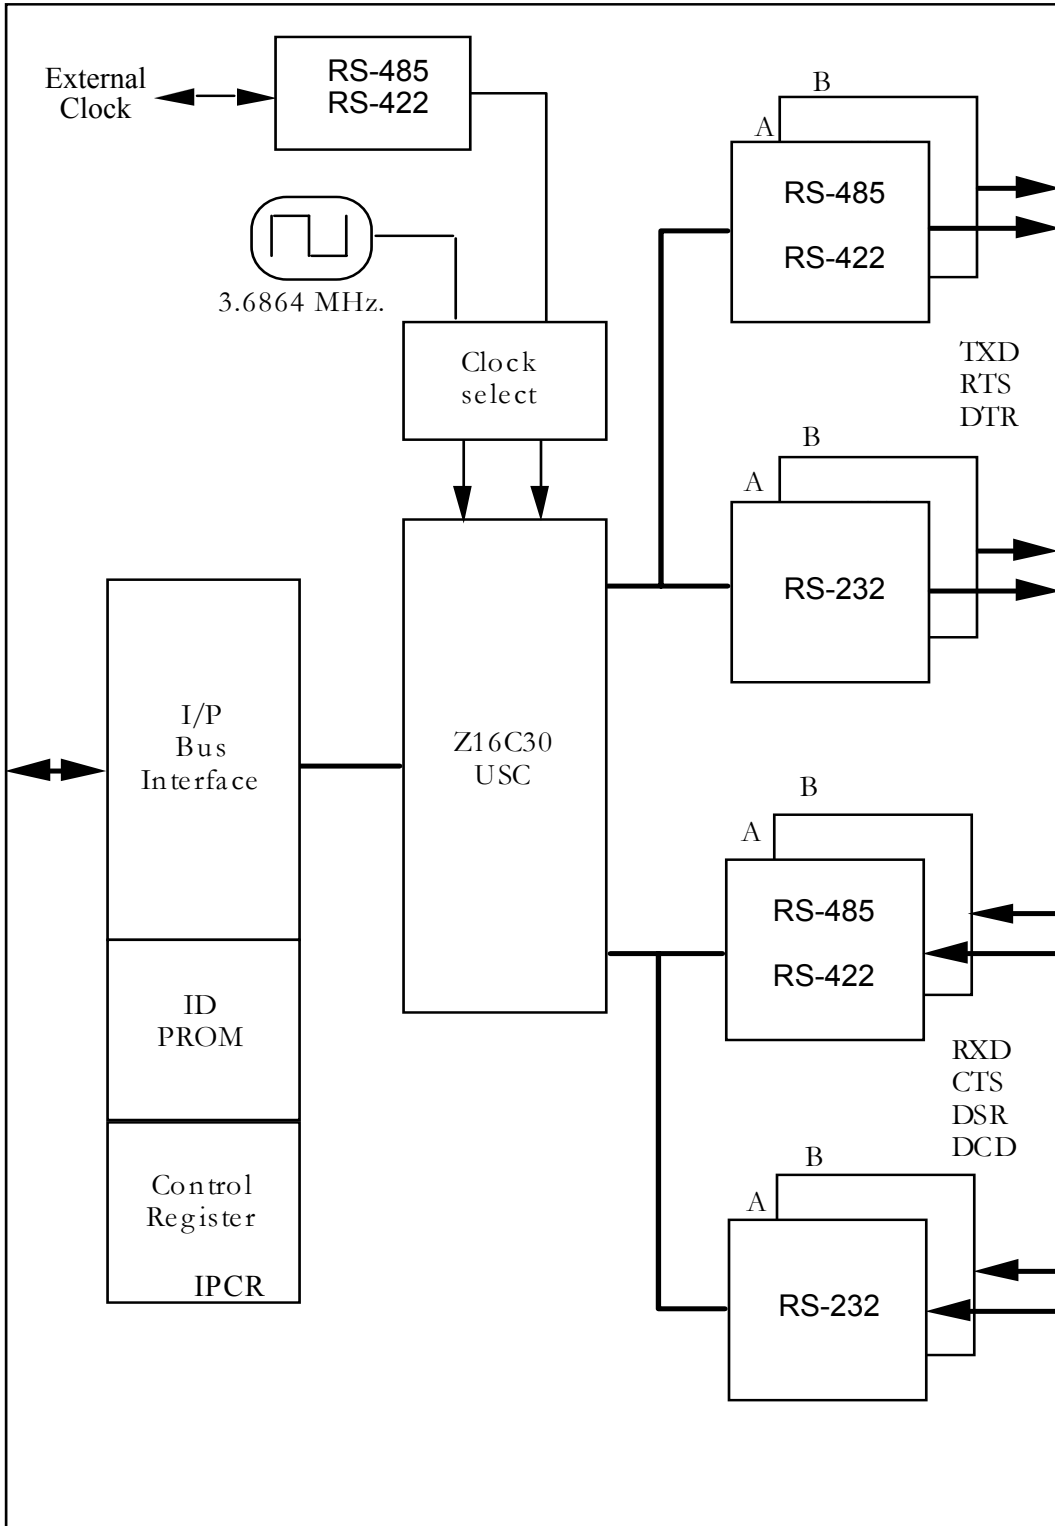 External
Clock
RS-485
RS-422
3.6864 MHz.
Clock
select
B
A
RS-485
RS-422
TXD
RTS
DTR
B
A
RS-232
I/P
Bus
Interface
Z16C30
USC
B
A
RS-485
RS-422
ID
PROM
RXD
CTS
DSR
DCD
Control
Register
IPCR
B
A
RS-232